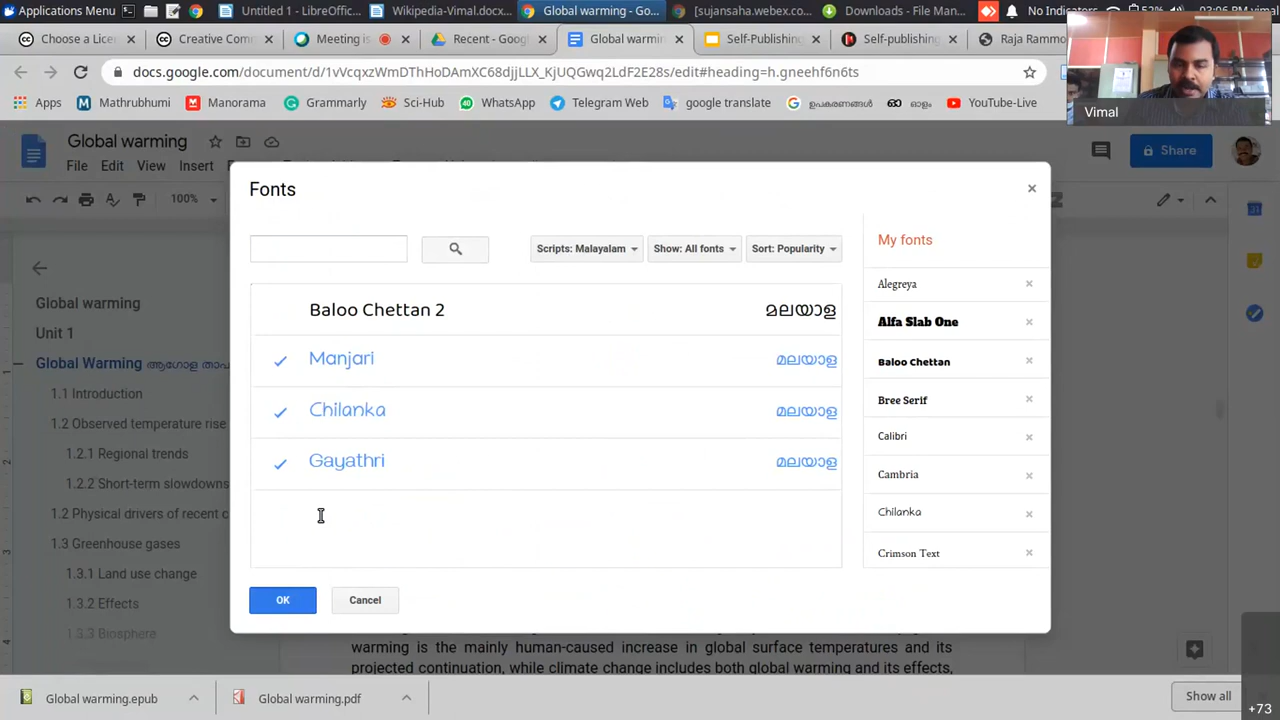 Applications Menu
Untitled 1 - LibreOffic...
Wikipedia-Vimal.docx...
Global warming - Go...
[sujansaha.webex.co...
Downloads - File Man...
No Indicators
52%
03:06 PM
vimal
Choose a Lice
Creative Com
Meeting is
Recent - Goog
Global warmin
Self-Publishin
Self-publishing
Raja Rammo
docs.google.com/document/d/1vVcqxzWmDThHoDAmXC68djjLLX_KjUQGwq2LdF2E28s/edit#heading=h.gneehf6n6ts
Apps
Mathrubhumi
Manorama
Grammarly
Sci-Hub
WhatsApp
Telegram Web
google translate
ഉപകരണങ്ങൾ
ഓളം
YouTube-Live
Vimal
Global warming
File Edit View Insert
Share
100%
Fonts
Scripts: Malayalam
Show: All fonts
Sort: Popularity
Baloo Chettan 2 മലയാള
Manjari മലയാള
Chilanka മലയാള
Gayathri മലയാള
OK
Cancel
My fonts
Alegreya
Alfa Slab One
Baloo Chettan
Bree Serif
Calibri
Cambria
Chilanka
Crimson Text
Global warming
Unit 1
Global Warming ആഗോള താപ
1.1 Introduction
1.2 Observed temperature rise
1.2.1 Regional trends
1.2.2 Short-term slowdowns
1.2 Physical drivers of recent c
1.3 Greenhouse gases
1.3.1 Land use change
1.3.2 Effects
1.3.3 Biosphere
warming is the mainly human-caused increase in global surface temperatures and its
projected continuation, while climate change includes both global warming and its effects,
Global warming.epub
Global warming.pdf
Show all
+73